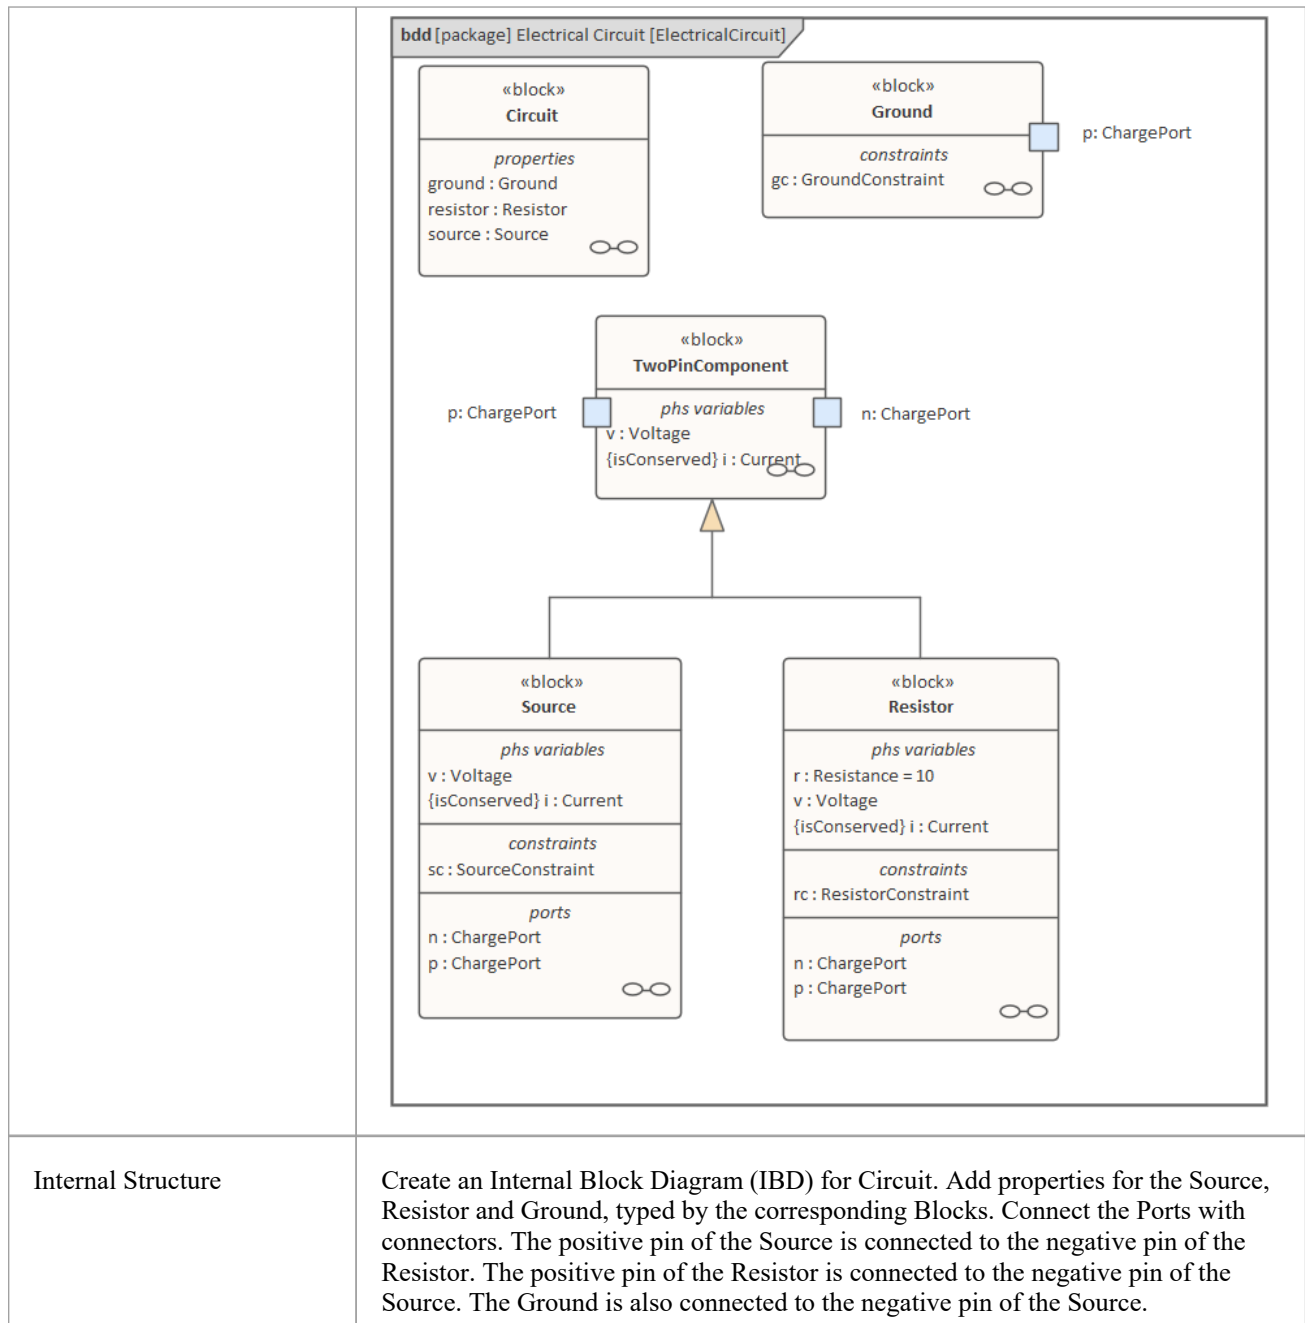 bdd [package] Electrical Circuit [ElectricalCircuit]
«block»
Circuit
properties
ground : Ground
resistor : Resistor
source : Source
«block»
Ground
constraints
gc : GroundConstraint
p: ChargePort
«block»
TwoPinComponent
phs variables
v : Voltage
{isConserved} i : Current
p: ChargePort
n: ChargePort
«block»
Source
phs variables
v : Voltage
{isConserved} i : Current
constraints
sc : SourceConstraint
ports
n : ChargePort
p : ChargePort
«block»
Resistor
phs variables
r : Resistance = 10
v : Voltage
{isConserved} i : Current
constraints
rc : ResistorConstraint
ports
n : ChargePort
p : ChargePort
Internal Structure
Create an Internal Block Diagram (IBD) for Circuit. Add properties for the Source,
Resistor and Ground, typed by the corresponding Blocks. Connect the Ports with
connectors. The positive pin of the Source is connected to the negative pin of the
Resistor. The positive pin of the Resistor is connected to the negative pin of the
Source. The Ground is also connected to the negative pin of the Source.